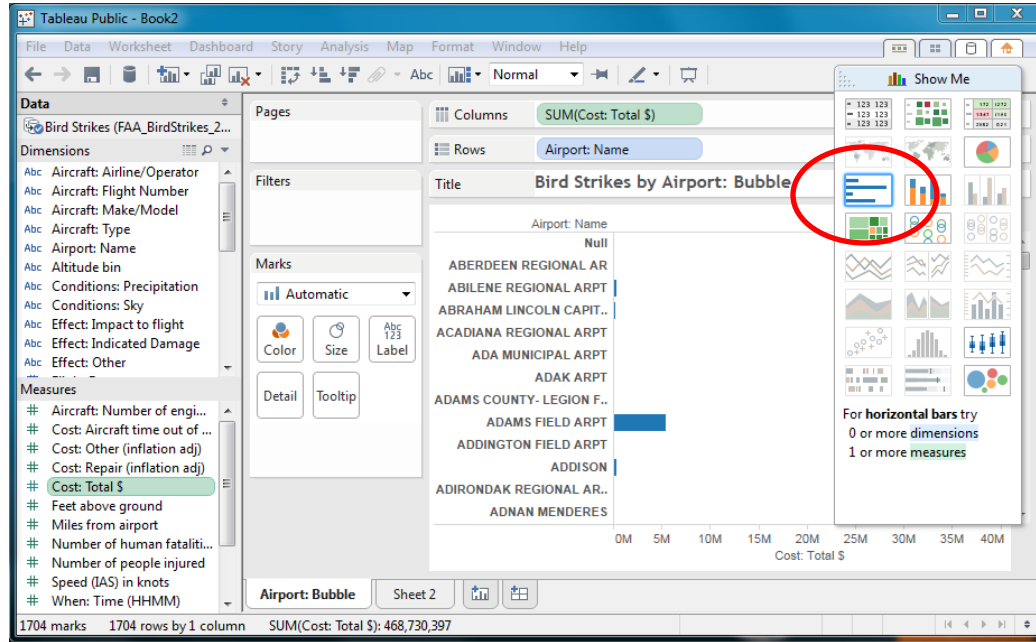 Tableau Public - Book2
File Data Worksheet Dashboard Story Analysis Map Format Window Help
Abc Normal
Show Me
Data
Bird Strikes (FAA_BirdStrikes_2...
Dimensions
Abc Aircraft: Airline/Operator
Abc Aircraft: Flight Number
Abc Aircraft: Make/Model
Abc Aircraft: Type
Abc Airport: Name
Abc Altitude bin
Abc Conditions: Precipitation
Abc Conditions: Sky
Abc Effect: Impact to flight
Abc Effect: Indicated Damage
Abc Effect: Other
Measures
# Aircraft: Number of engi...
# Cost: Aircraft time out of ...
# Cost: Other (inflation adj)
# Cost: Repair (inflation adj)
# Cost: Total $
# Feet above ground
# Miles from airport
# Number of human fataliti...
# Number of people injured
# Speed (IAS) in knots
# When: Time (HHMM)
Pages
Filters
Marks
Automatic
Color Size Abc 123 Label
Detail Tooltip
Columns SUM(Cost: Total $)
Rows Airport: Name
Title Bird Strikes by Airport: Bubble
Airport: Name
Null
ABERDEEN REGIONAL AR
ABILENE REGIONAL ARPT
ABRAHAM LINCOLN CAPIT..
ACADIANA REGIONAL ARPT
ADA MUNICIPAL ARPT
ADAK ARPT
ADAMS COUNTY- LEGION F..
ADAMS FIELD ARPT
ADDINGTON FIELD ARPT
ADDISON
ADIRONDAK REGIONAL AR..
ADNAN MENDERES
0M 5M 10M 15M 20M 25M 30M 35M 40M
Cost: Total $
123 123
123 123
123 123
For horizontal bars try
0 or more dimensions
1 or more measures
Airport: Bubble Sheet 2
1704 marks 1704 rows by 1 column SUM(Cost: Total $): 468,730,397